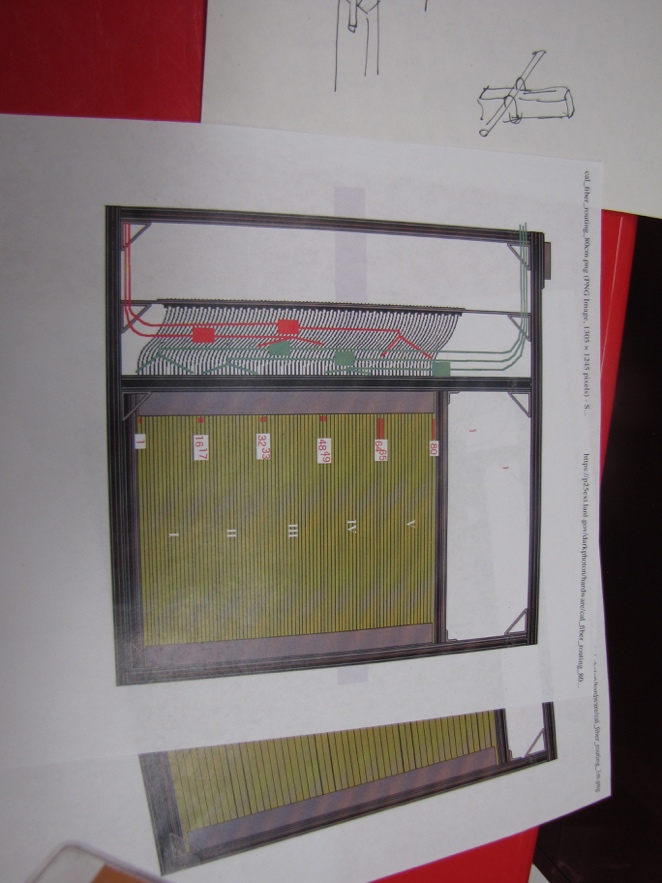 cal_fiber_routing_80cm.png (PNG Image, 1305 × 1245 pixels) - S...
https://p25ext.lanl.gov/darkphoton/hardware/cal_fiber_routing_80...
1
16 17
32 33
48 49
64 65
80
I
II
III
IV
V